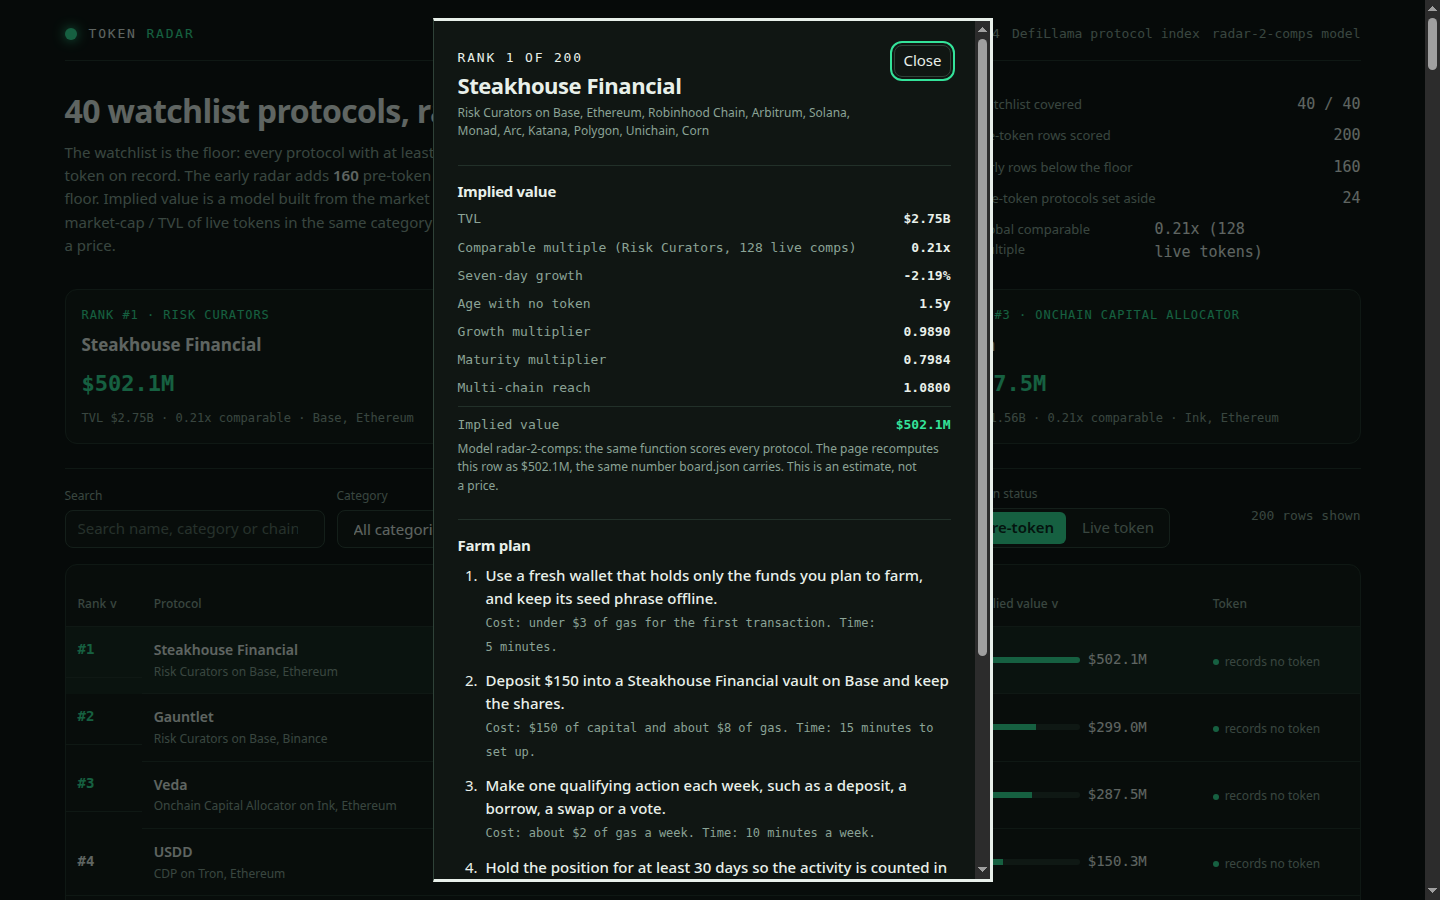 TOKEN RADAR
4 DefiLlama protocol index radar-2-comps model
40 watchlist protocols, r
The watchlist is the floor: every protocol with at least
token on record. The early radar adds 160 pre-token
floor. Implied value is a model built from the market
market-cap / TVL of live tokens in the same category
a price.
tchlist covered 40 / 40
-token rows scored 200
ly rows below the floor 160
e-token protocols set aside 24
bal comparable 0.21x (128
ltiple live tokens)
RANK #1 · RISK CURATORS
Steakhouse Financial
$502.1M
TVL $2.75B · 0.21x comparable · Base, Ethereum
#3 · ONCHAIN CAPITAL ALLOCATOR
7.5M
1.56B · 0.21x comparable · Ink, Ethereum
Search
Search name, category or chain
Category
All categori
n status
re-token Live token
200 rows shown
Rank v Protocol
lied value v Token
#1 Steakhouse Financial
Risk Curators on Base, Ethereum
$502.1M records no token
#2 Gauntlet
Risk Curators on Base, Binance
$299.0M records no token
#3 Veda
Onchain Capital Allocator on Ink, Ethereum
$287.5M records no token
#4 USDD
CDP on Tron, Ethereum
$150.3M records no token
RANK 1 OF 200
Close
Steakhouse Financial
Risk Curators on Base, Ethereum, Robinhood Chain, Arbitrum, Solana,
Monad, Arc, Katana, Polygon, Unichain, Corn
Implied value
TVL $2.75B
Comparable multiple (Risk Curators, 128 live comps) 0.21x
Seven-day growth -2.19%
Age with no token 1.5y
Growth multiplier 0.9890
Maturity multiplier 0.7984
Multi-chain reach 1.0800
Implied value $502.1M
Model radar-2-comps: the same function scores every protocol. The page recomputes
this row as $502.1M, the same number board.json carries. This is an estimate, not
a price.
Farm plan
1. Use a fresh wallet that holds only the funds you plan to farm,
and keep its seed phrase offline.
Cost: under $3 of gas for the first transaction. Time:
5 minutes.
2. Deposit $150 into a Steakhouse Financial vault on Base and keep
the shares.
Cost: $150 of capital and about $8 of gas. Time: 15 minutes to
set up.
3. Make one qualifying action each week, such as a deposit, a
borrow, a swap or a vote.
Cost: about $2 of gas a week. Time: 10 minutes a week.
4. Hold the position for at least 30 days so the activity is counted in